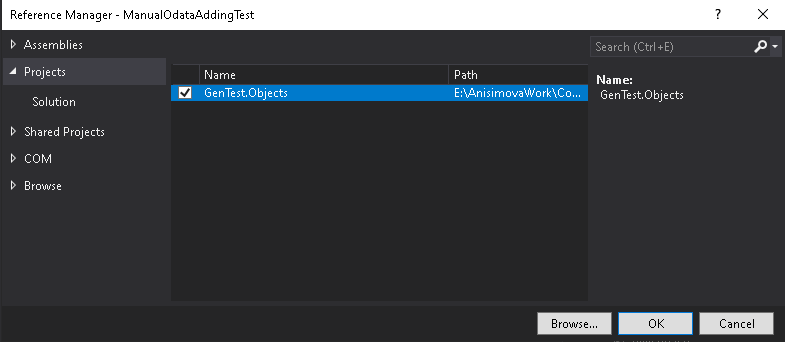 Reference Manager - ManualOdataAddingTest
? 
Assemblies
Search (Ctrl+E)
Projects
Name
Path
Name:
GenTest.Objects
E:\AnisimovaWork\Co...
GenTest.Objects
Solution
Shared Projects
COM
Browse
Browse...
OK
Cancel